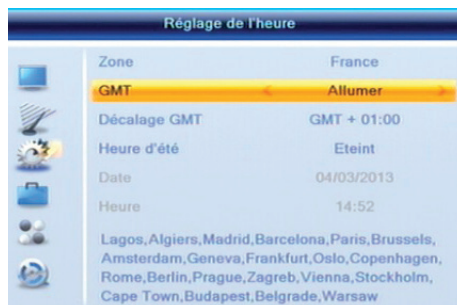 Réglage de l'heure
Zone France
GMT Allumer
Décalage GMT GMT + 01:00
Heure d'été Eteint
Date 04/03/2013
Heure 14:52
Lagos,Algiers,Madrid,Barcelona,Paris,Brussels,
Amsterdam,Geneva,Frankfurt,Oslo,Copenhagen,
Rome,Berlin,Prague,Zagreb,Vienna,Stockholm,
Cape Town,Budapest,Belgrade,Warsaw